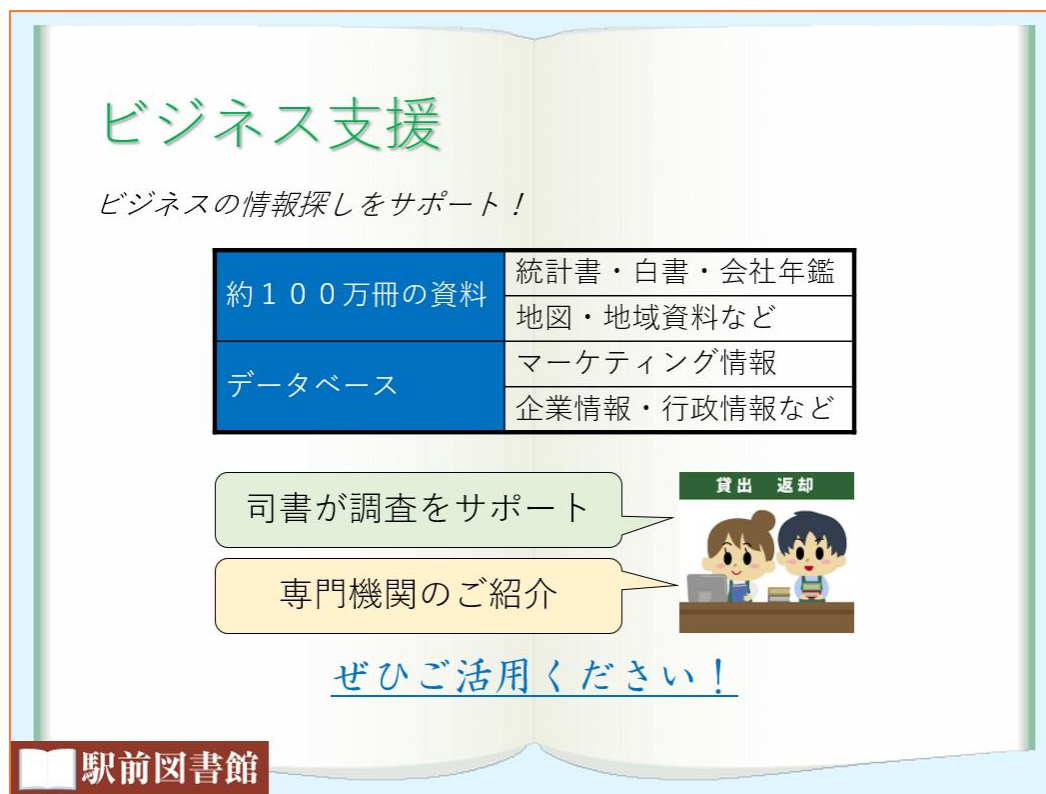 ビジネス支援
ビジネスの情報探しをサポート！
約１００万冊の資料
統計書・白書・会社年鑑
地図・地域資料など
データベース
マーケティング情報
企業情報・行政情報など
司書が調査をサポート
貸出 返却
専門機関のご紹介
ぜひご活用ください！
駅前図書館